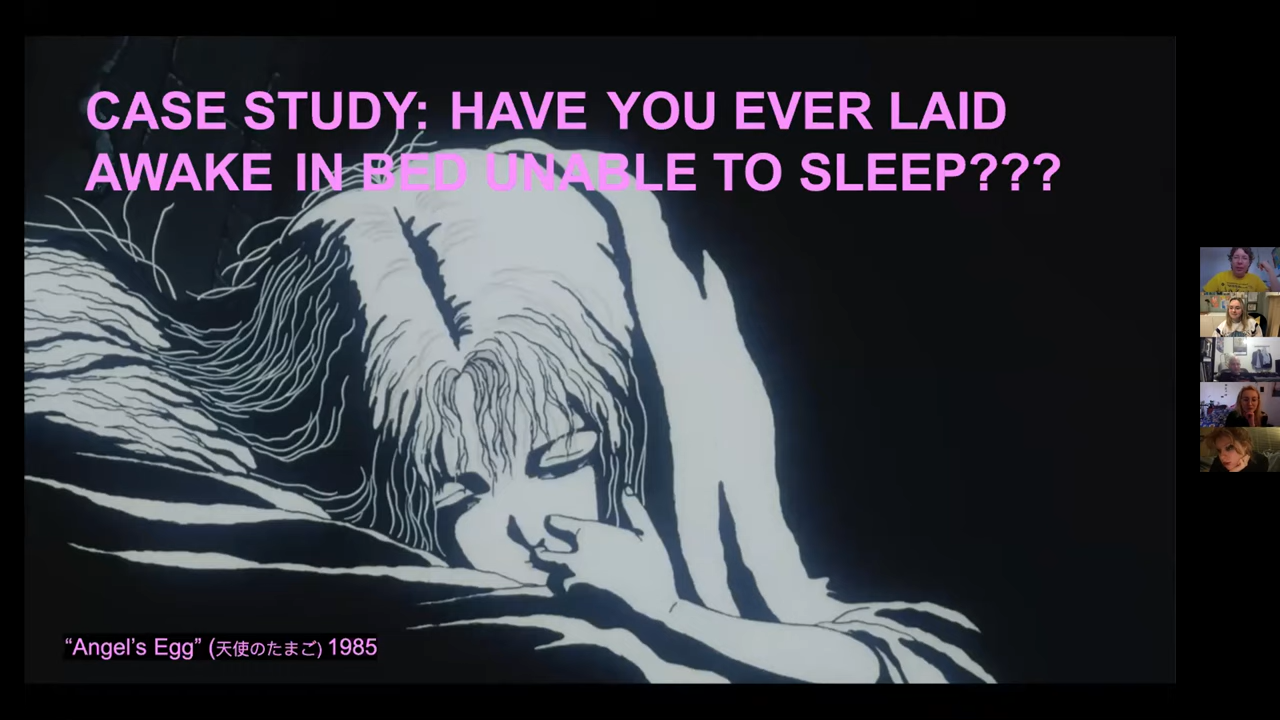 CASE STUDY: HAVE YOU EVER LAID
AWAKE IN BED UNABLE TO SLEEP???
“Angel’s Egg” (天使のたまご) 1985